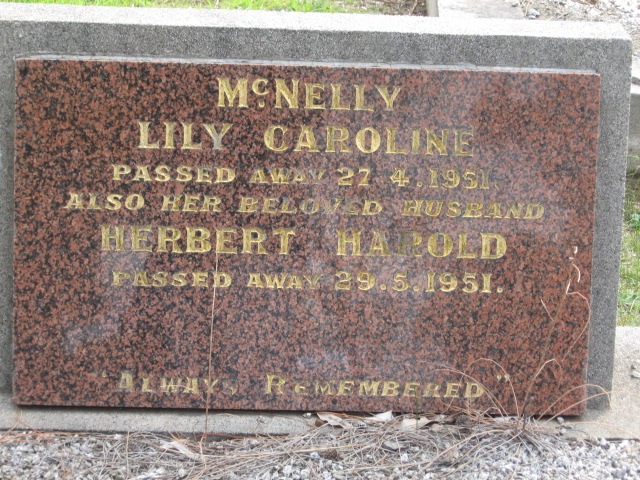 McNELLY
LILY CAROLINE
PASSED AWAY 27.4.1951.
ALSO HER BELOVED HUSBAND
HERBERT HAROLD
PASSED AWAY 29.5.1951.
"ALWAYS REMEMBERED"